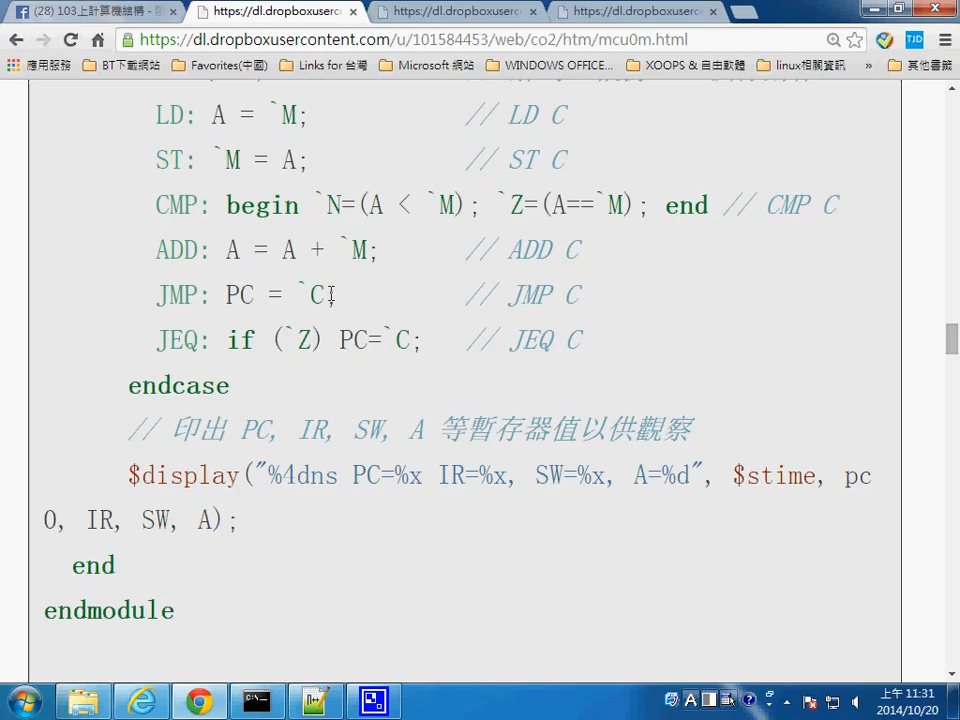 (28) 103上計算機結構 -
https://dl.dropboxuserc
https://dl.dropboxuserc
https://dl.dropboxuserc
https://dl.dropboxusercontent.com/u/101584453/web/co2/htm/mcu0m.html
TJD
應用服務 BT下載網站 Favorites(中國) Links for 台灣 Microsoft 網站 WINDOWS OFFICE... XOOPS & 自由軟體 linux相關資訊 » 其他書籤
LD: A = `M; // LD C
ST: `M = A; // ST C
CMP: begin `N=(A < `M); `Z=(A==`M); end // CMP C
ADD: A = A + `M; // ADD C
JMP: PC = `C; // JMP C
JEQ: if (`Z) PC=`C; // JEQ C
endcase
// 印出 PC, IR, SW, A 等暫存器值以供觀察
$display("%4dns PC=%x IR=%x, SW=%x, A=%d", $stime, pc
0, IR, SW, A);
end
endmodule
上午 11:31
2014/10/20